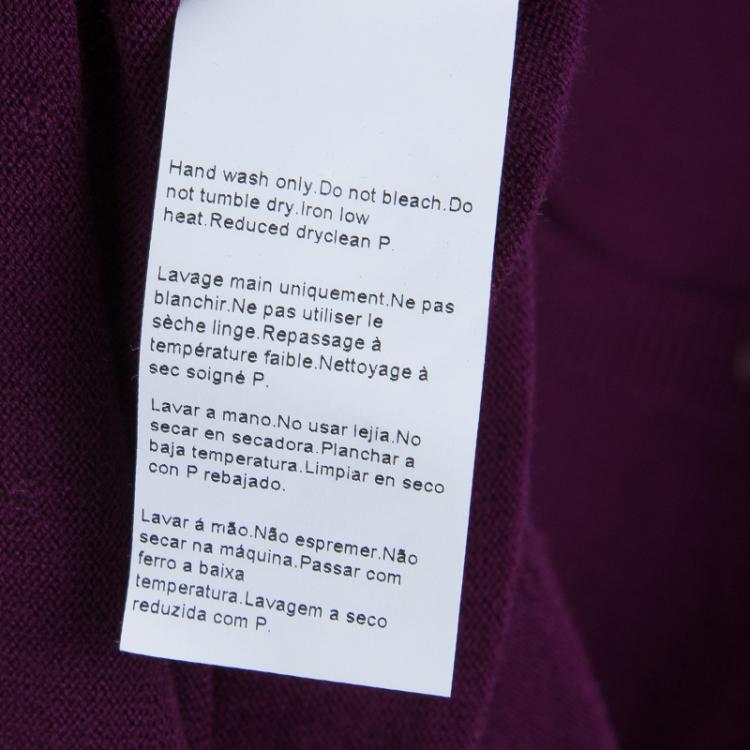 Hand wash only.Do not bleach.Do
not tumble dry.Iron low
heat.Reduced dryclean P.
Lavage main uniquement.Ne pas
blanchir.Ne pas utiliser le
sèche linge.Repassage à
température faible.Nettoyage à
sec soigné P.
Lavar a mano.No usar lejia.No
secar en secadora.Planchar a
baja temperatura.Limpiar en seco
con P rebajado.
Lavar á mão.Não espremer.Não
secar na máquina.Passar com
ferro a baixa
temperatura.Lavagem a seco
reduzida com P.